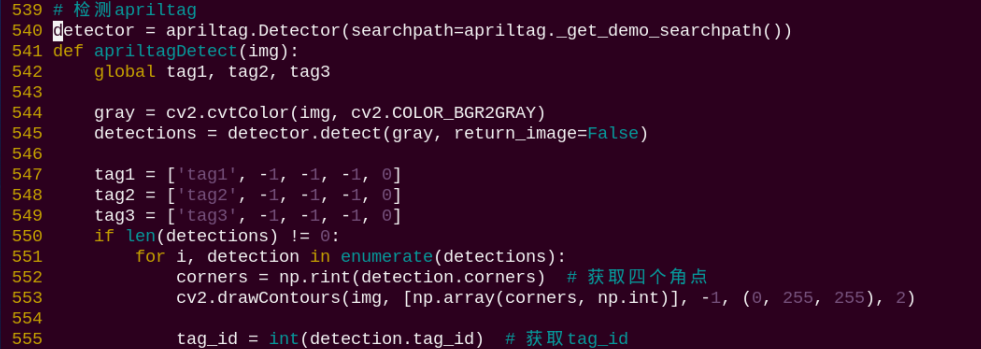 539 # 检测apriltag
540 detector = apriltag.Detector(searchpath=apriltag._get_demo_searchpath())
541 def apriltagDetect(img):
542     global tag1, tag2, tag3
543
544     gray = cv2.cvtColor(img, cv2.COLOR_BGR2GRAY)
545     detections = detector.detect(gray, return_image=False)
546
547     tag1 = ['tag1', -1, -1, -1, 0]
548     tag2 = ['tag2', -1, -1, -1, 0]
549     tag3 = ['tag3', -1, -1, -1, 0]
550     if len(detections) != 0:
551         for i, detection in enumerate(detections):
552             corners = np.rint(detection.corners)  # 获取四个角点
553             cv2.drawContours(img, [np.array(corners, np.int)], -1, (0, 255, 255), 2)
554
555             tag_id = int(detection.tag_id)  # 获取tag_id